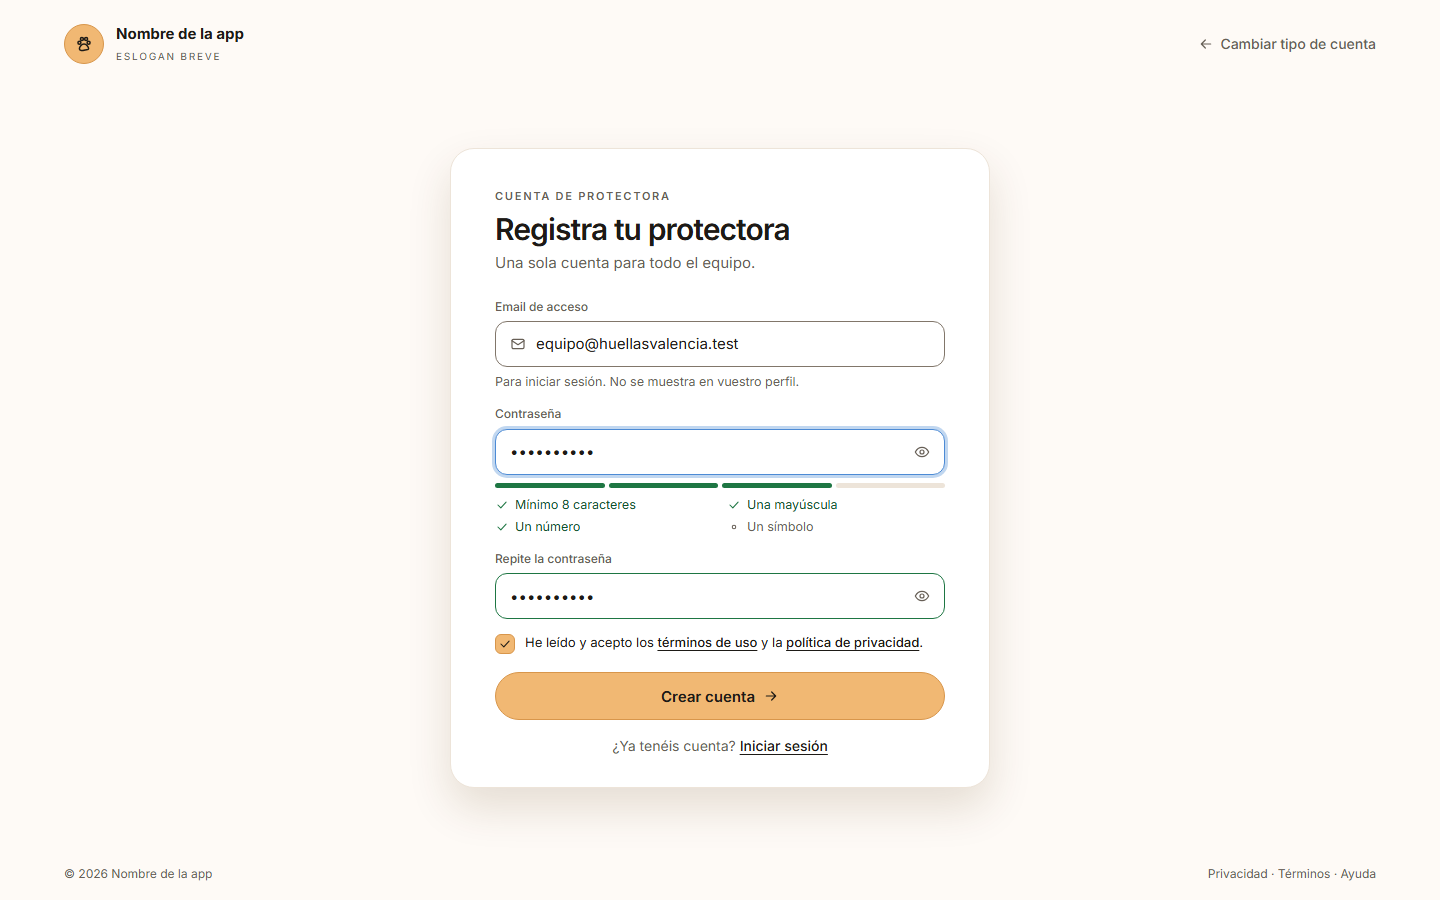 Nombre de la app
ESLOGAN BREVE
Cambiar tipo de cuenta
CUENTA DE PROTECTORA
Registra tu protectora
Una sola cuenta para todo el equipo.
Email de acceso
equipo@huellasvalencia.test
Para iniciar sesión. No se muestra en vuestro perfil.
Contraseña
••••••••••
Mínimo 8 caracteres
Una mayúscula
Un número
Un símbolo
Repite la contraseña
••••••••••
He leído y acepto los términos de uso y la política de privacidad.
Crear cuenta
¿Ya tenéis cuenta? Iniciar sesión
© 2026 Nombre de la app
Privacidad · Términos · Ayuda